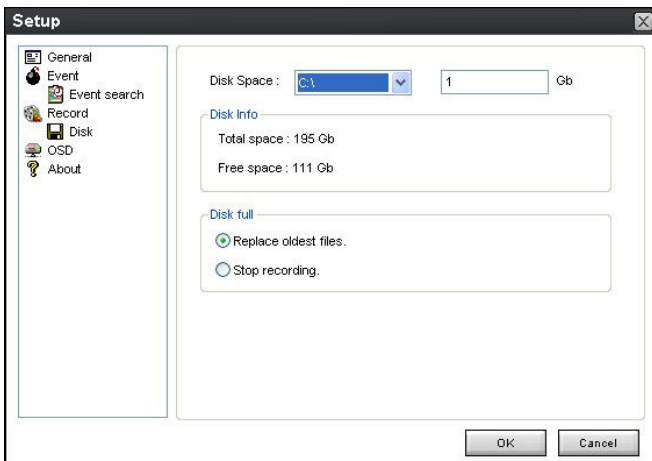 Setup
General
Event
Event search
Record
Disk
OSD
About
Disk Space : C:\ 1 Gb
Disk Info
Total space : 195 Gb
Free space : 111 Gb
Disk full
Replace oldest files.
Stop recording.
OK Cancel